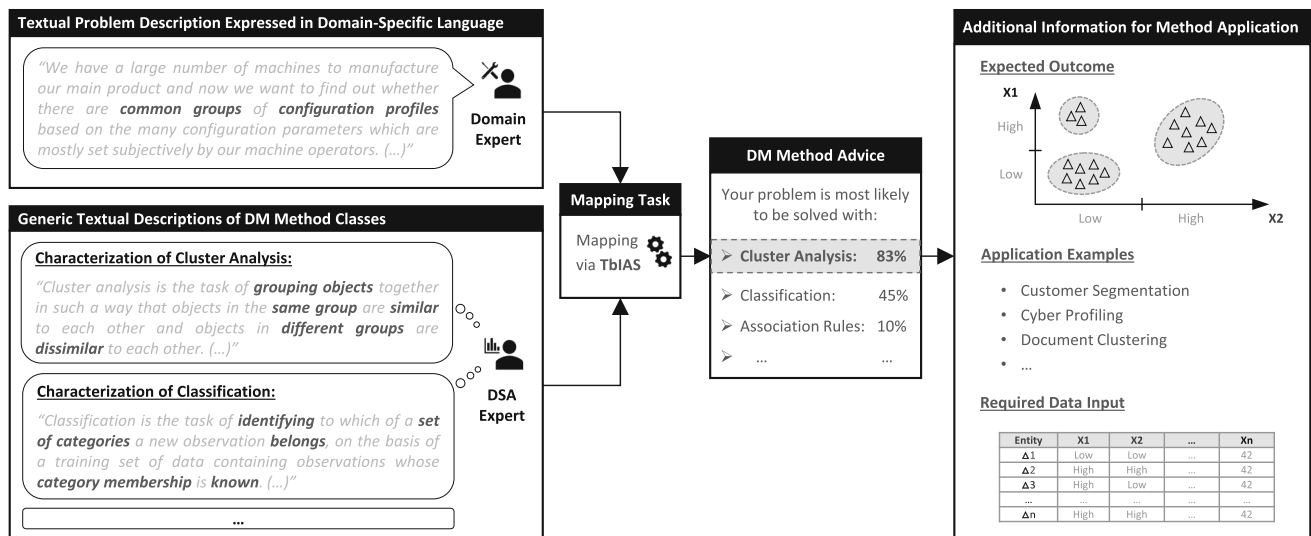 Textual Problem Description Expressed in Domain-Specific Language
“We have a large number of machines to manufacture
our main product and now we want to find out whether
there are common groups of configuration profiles
based on the many configuration parameters which are
mostly set subjectively by our machine operators. (…)”
Domain
Expert
Generic Textual Descriptions of DM Method Classes
Characterization of Cluster Analysis:
“Cluster analysis is the task of grouping objects together
in such a way that objects in the same group are similar
to each other and objects in different groups are
dissimilar to each other. (…)”
Characterization of Classification:
“Classification is the task of identifying to which of a set
of categories a new observation belongs, on the basis of
a training set of data containing observations whose
category membership is known. (…)”
…
DSA
Expert
Mapping Task
Mapping
via TbIAS
DM Method Advice
Your problem is most likely
to be solved with:
➢ Cluster Analysis: 83%
➢ Classification: 45%
➢ Association Rules: 10%
➢ … …
Additional Information for Method Application
Expected Outcome
X1
High
Low
Low High X2
Application Examples
• Customer Segmentation
• Cyber Profiling
• Document Clustering
• …
Required Data Input
Entity X1 X2 … Xn
Δ1 Low Low … 42
Δ2 High High … 42
Δ3 High Low … 42
… … … … …
Δn High High … 42